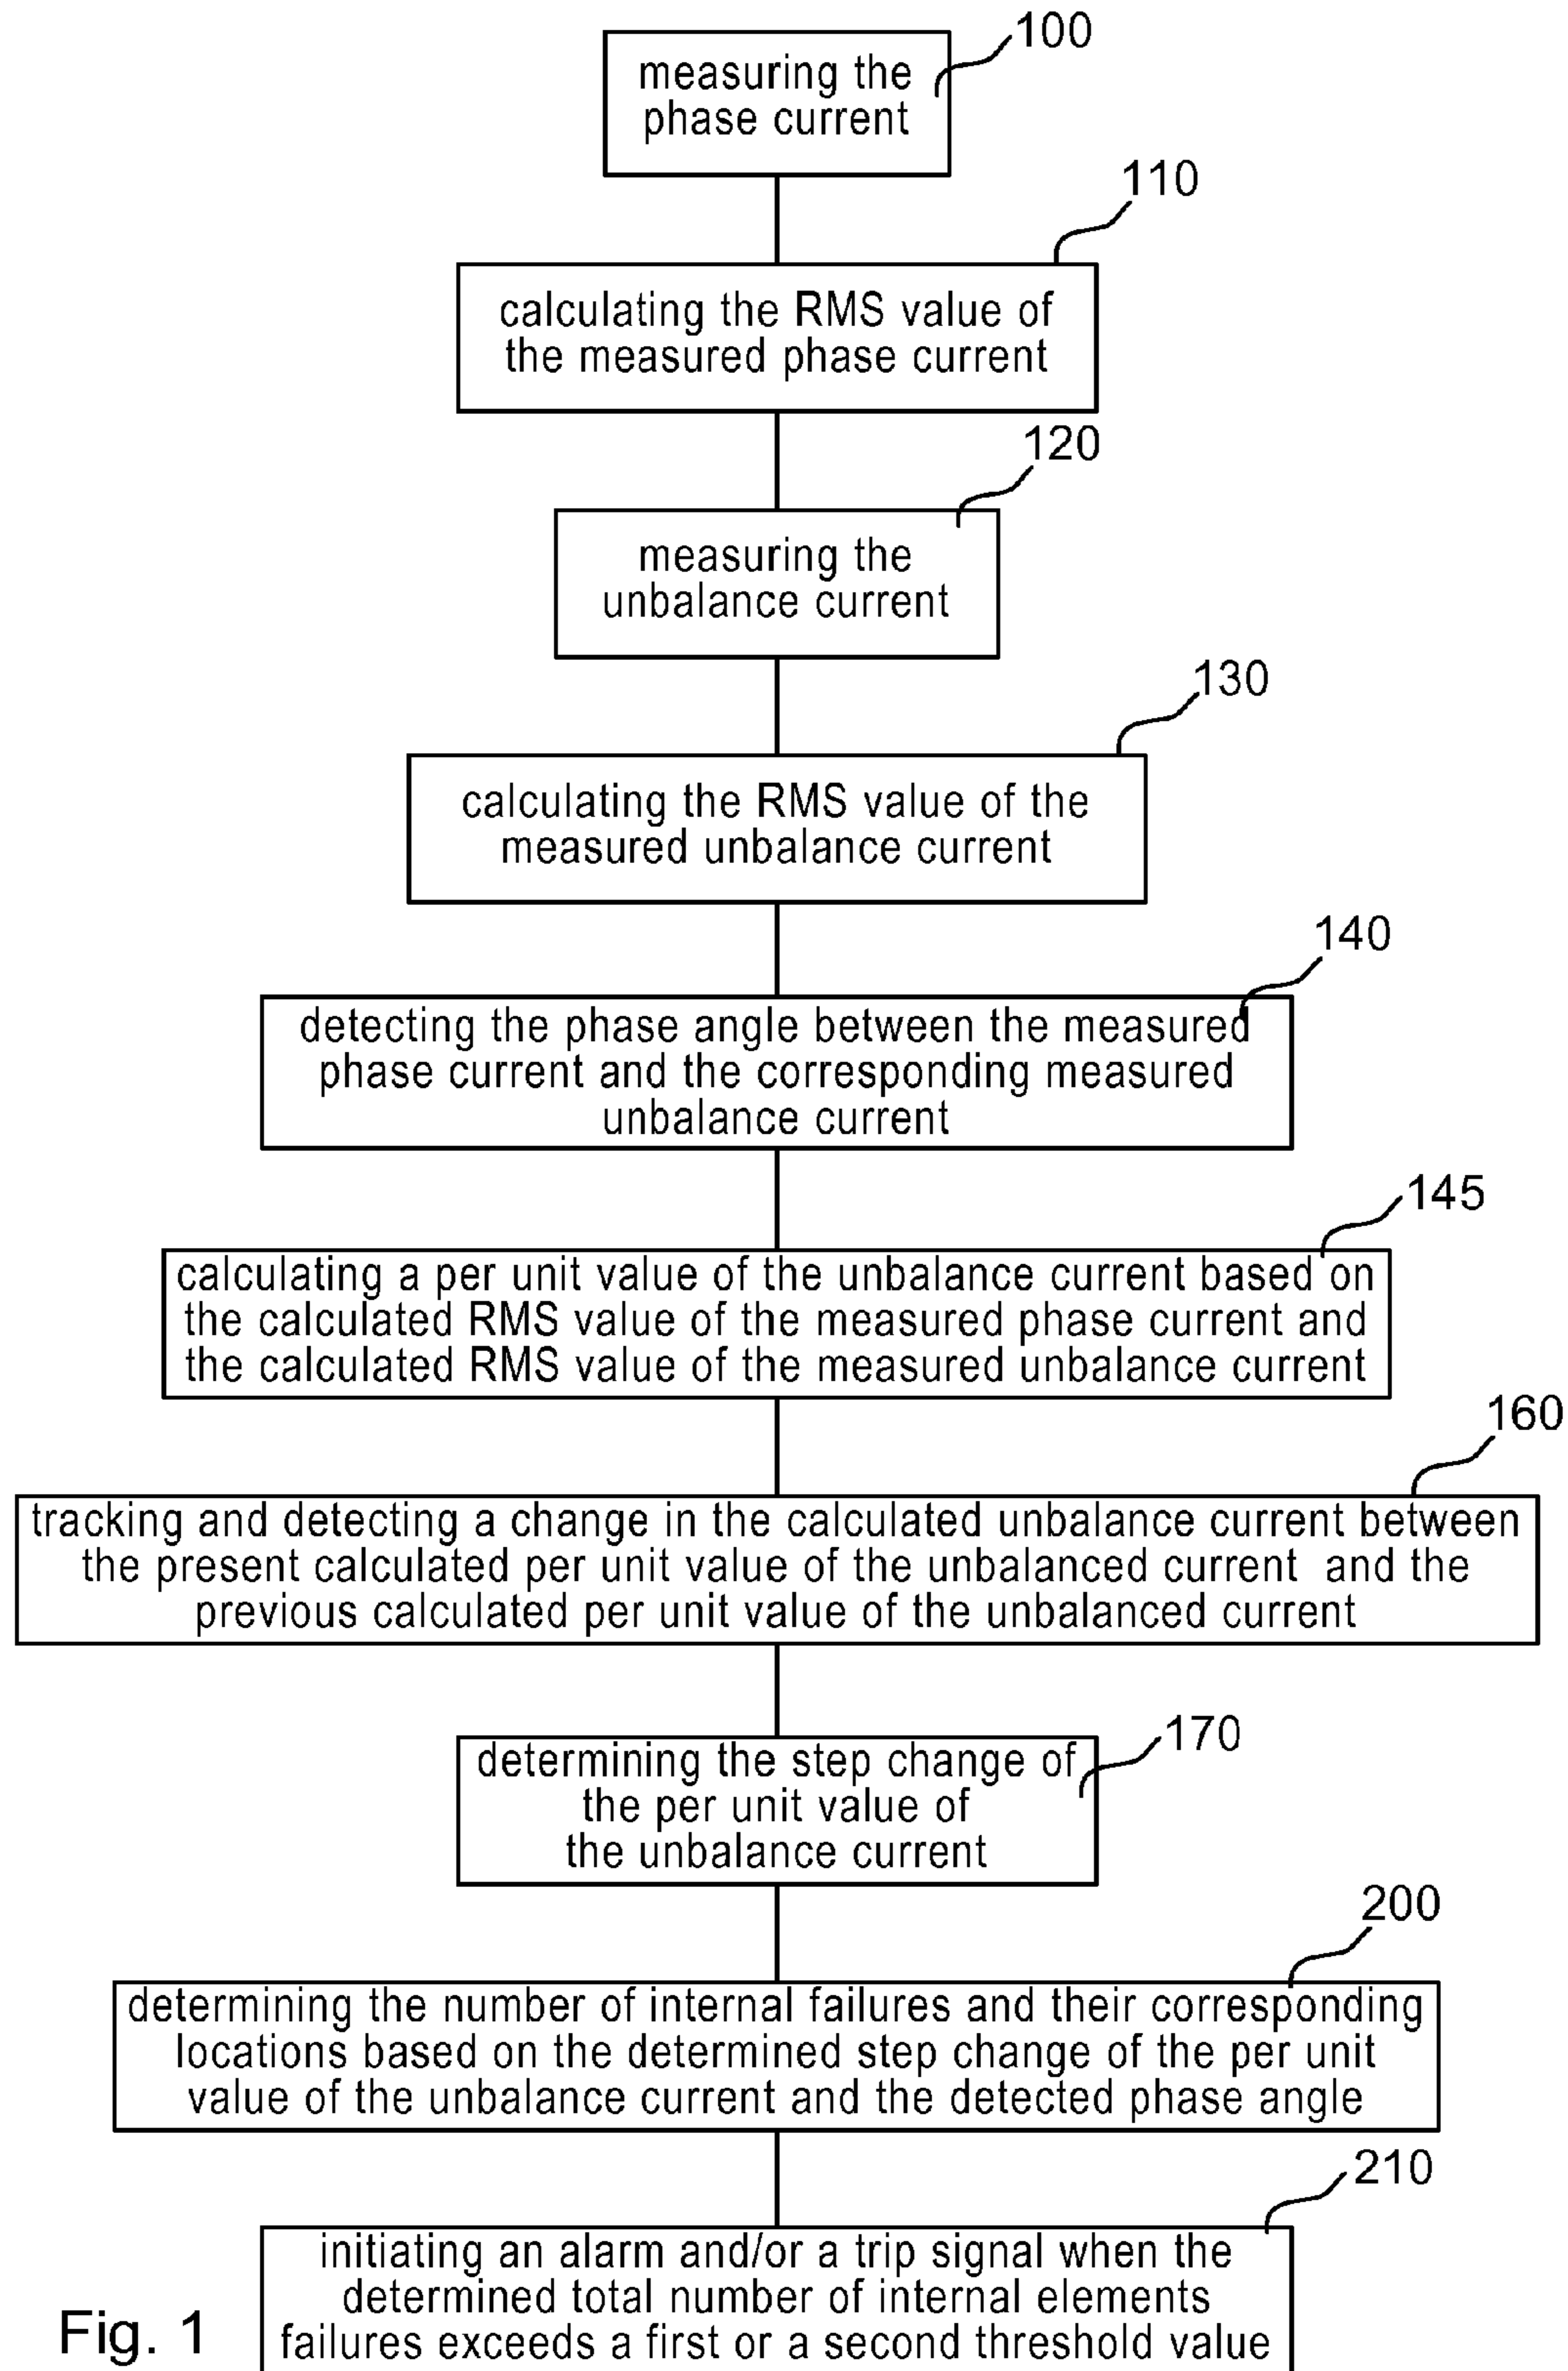 100
measuring the
phase current
110
calculating the RMS value of
the measured phase current
120
measuring the
unbalance current
130
calculating the RMS value of the
measured unbalance current
140
detecting the phase angle between the measured
phase current and the corresponding measured
unbalance current
145
calculating a per unit value of the unbalance current based on
the calculated RMS value of the measured phase current and
the calculated RMS value of the measured unbalance current
160
tracking and detecting a change in the calculated unbalance current between
the present calculated per unit value of the unbalanced current and the
previous calculated per unit value of the unbalanced current
170
determining the step change of
the per unit value of
the unbalance current
200
determining the number of internal failures and their corresponding
locations based on the determined step change of the per unit
value of the unbalance current and the detected phase angle
210
initiating an alarm and/or a trip signal when the
determined total number of internal elements
failures exceeds a first or a second threshold value
Fig. 1